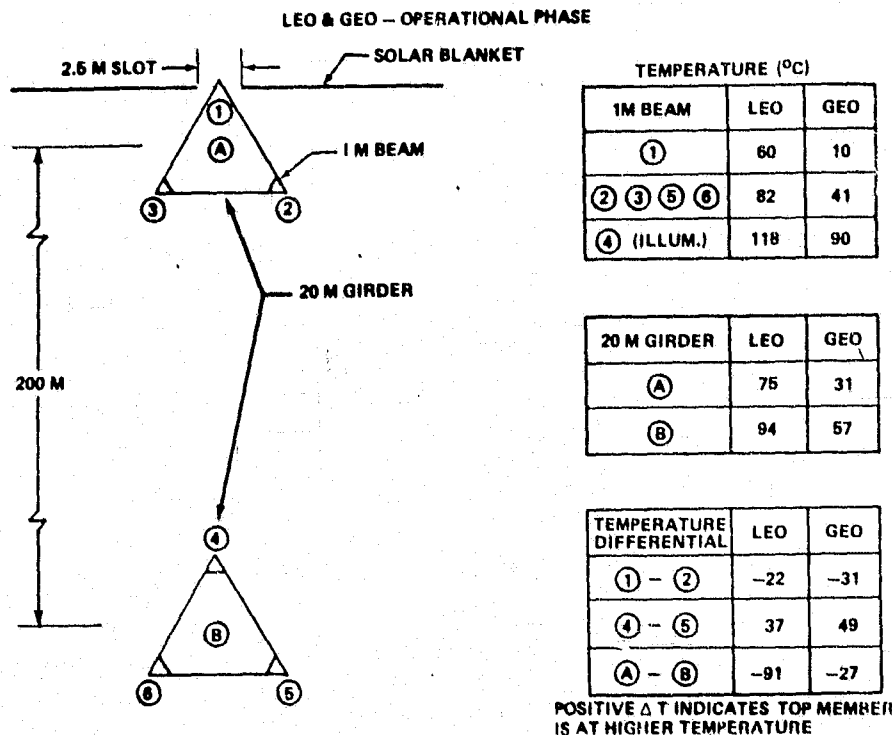 LEO & GEO – OPERATIONAL PHASE
2.5 M SLOT
SOLAR BLANKET
1
A
1 M BEAM
3
2
20 M GIRDER
200 M
4
B
6
5
TEMPERATURE (°C)
1M BEAM LEO GEO
1 60 10
2 3 5 6 82 41
4 (ILLUM.) 118 90
20 M GIRDER LEO GEO
A 75 31
B 94 57
TEMPERATURE
DIFFERENTIAL LEO GEO
1 – 2 –22 –31
4 – 5 37 49
A – B –91 –27
POSITIVE Δ T INDICATES TOP MEMBER
IS AT HIGHER TEMPERATURE